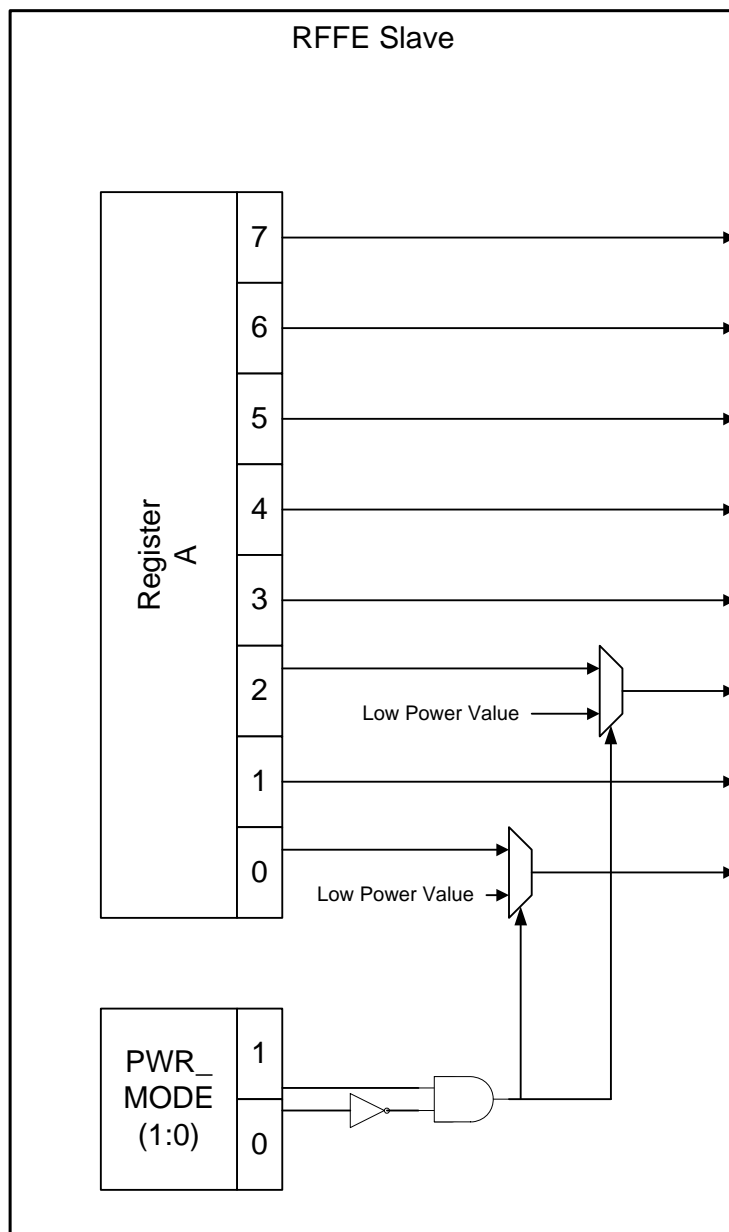 RFFE Slave
Register
A
7
6
5
4
3
2
1
0
Low Power Value
Low Power Value
PWR_
MODE
(1:0)
1
0